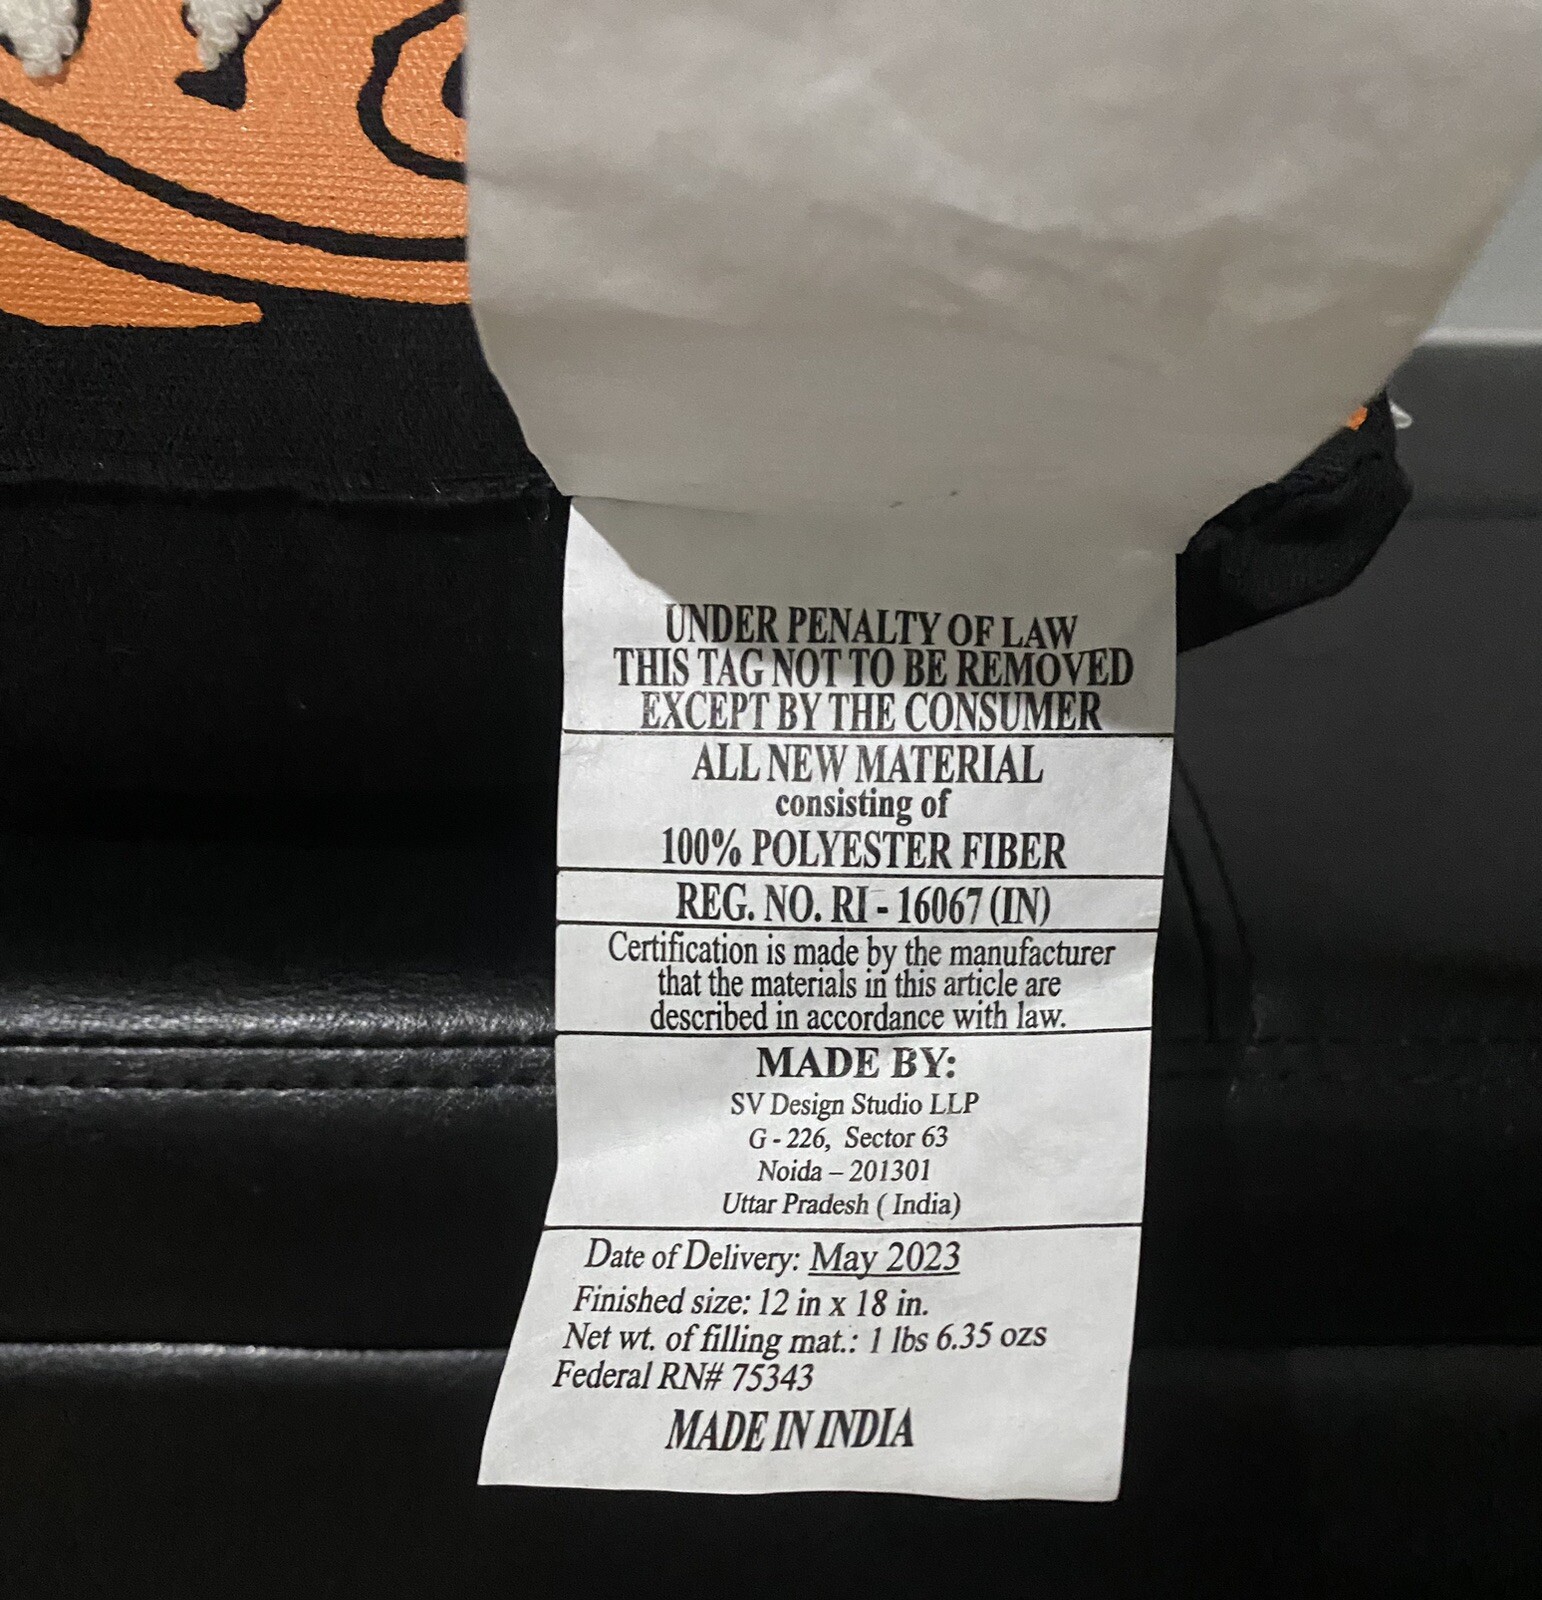 UNDER PENALTY OF LAW
THIS TAG NOT TO BE REMOVED
EXCEPT BY THE CONSUMER
ALL NEW MATERIAL
consisting of
100% POLYESTER FIBER
REG. NO. RI - 16067 (IN)
Certification is made by the manufacturer
that the materials in this article are
described in accordance with law.
MADE BY:
SV Design Studio LLP
G - 226, Sector 63
Noida – 201301
Uttar Pradesh ( India)
Date of Delivery: May 2023
Finished size: 12 in x 18 in.
Net wt. of filling mat.: 1 lbs 6.35 ozs
Federal RN# 75343
MADE IN INDIA